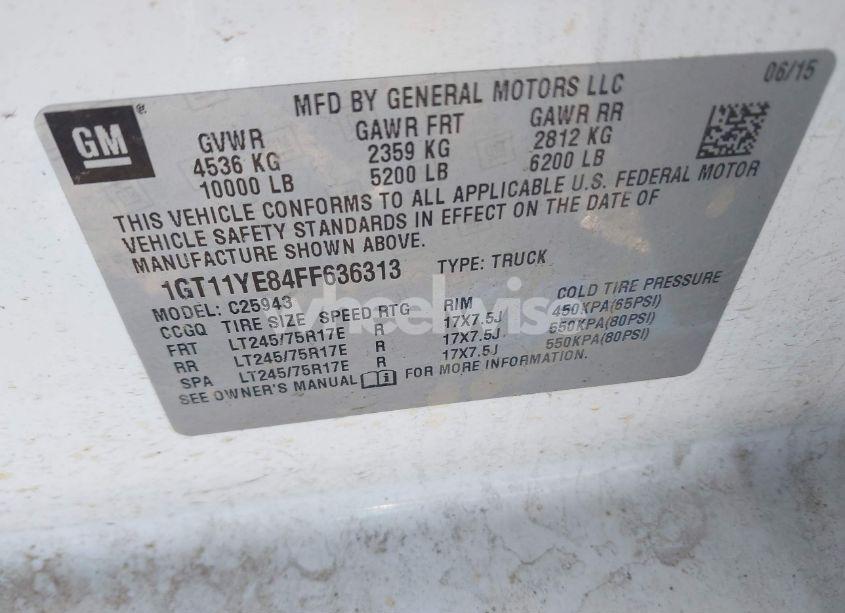 GM
MFD BY GENERAL MOTORS LLC
06/15
GVWR GAWR FRT GAWR RR
4536 KG 2359 KG 2812 KG
10000 LB 5200 LB 6200 LB
THIS VEHICLE CONFORMS TO ALL APPLICABLE U.S. FEDERAL MOTOR
VEHICLE SAFETY STANDARDS IN EFFECT ON THE DATE OF
MANUFACTURE SHOWN ABOVE.
1GT11YE84FF636313 TYPE: TRUCK
MODEL: C25943
CCGQ TIRE SIZE SPEED RTG RIM COLD TIRE PRESSURE
FRT LT245/75R17E R 17X7.5J 450KPA(65PSI)
RR LT245/75R17E R 17X7.5J 550KPA(80PSI)
SPA LT245/75R17E R 17X7.5J 550KPA(80PSI)
SEE OWNER'S MANUAL FOR MORE INFORMATION.